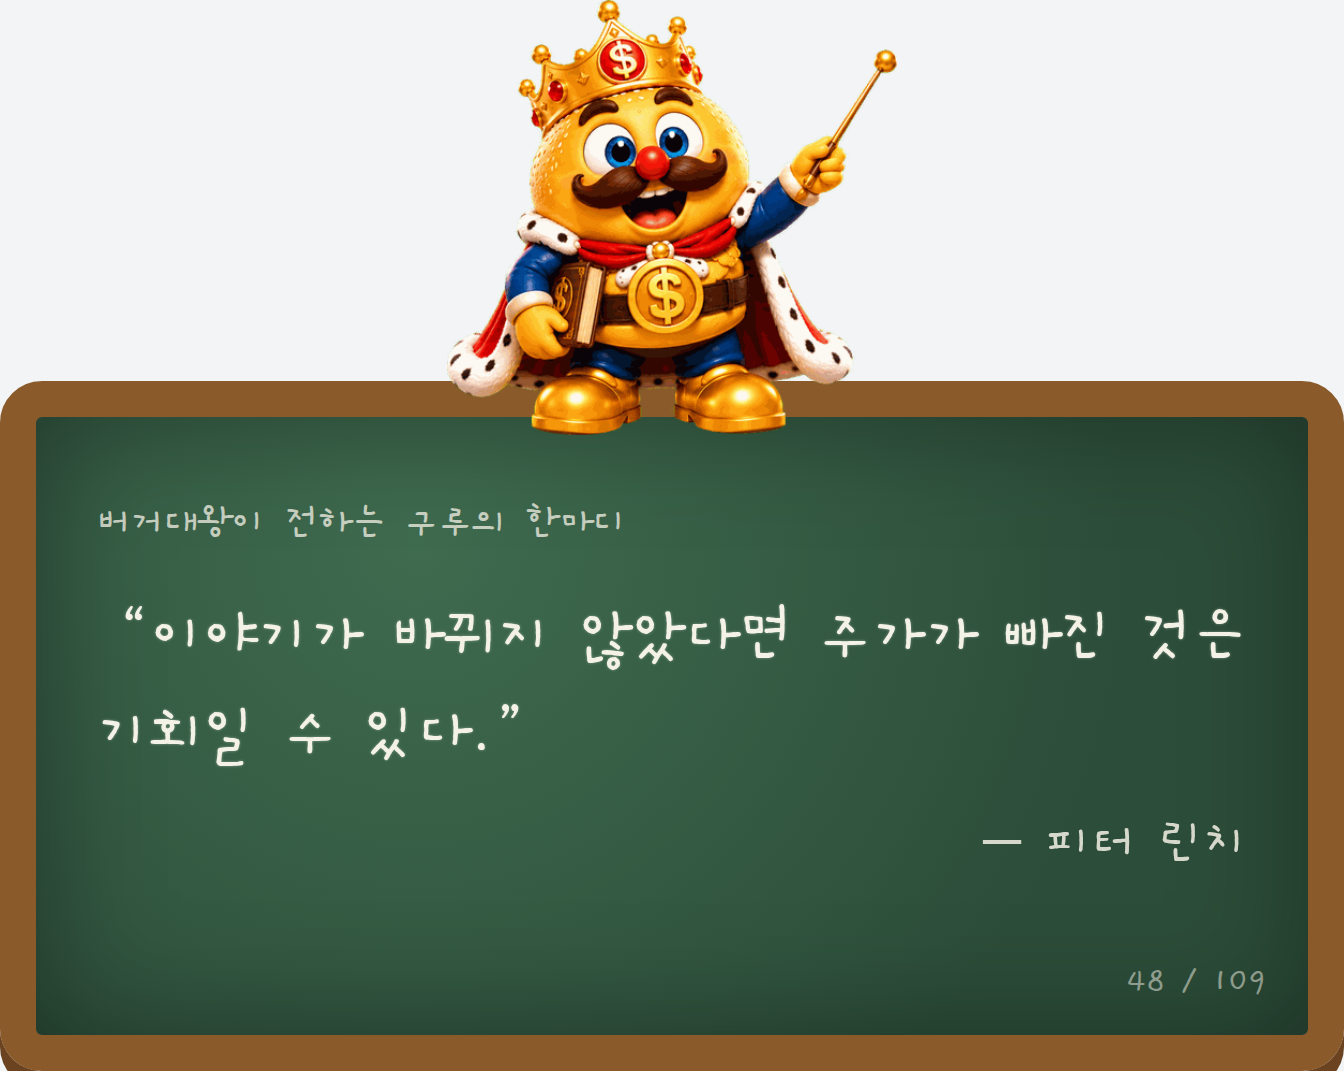 $
$
$
버거대왕이 전하는 구루의 한마디
“이야기가 바뀌지 않았다면 주가가 빠진 것은
기회일 수 있다.”
— 피터 린치
48 / 109